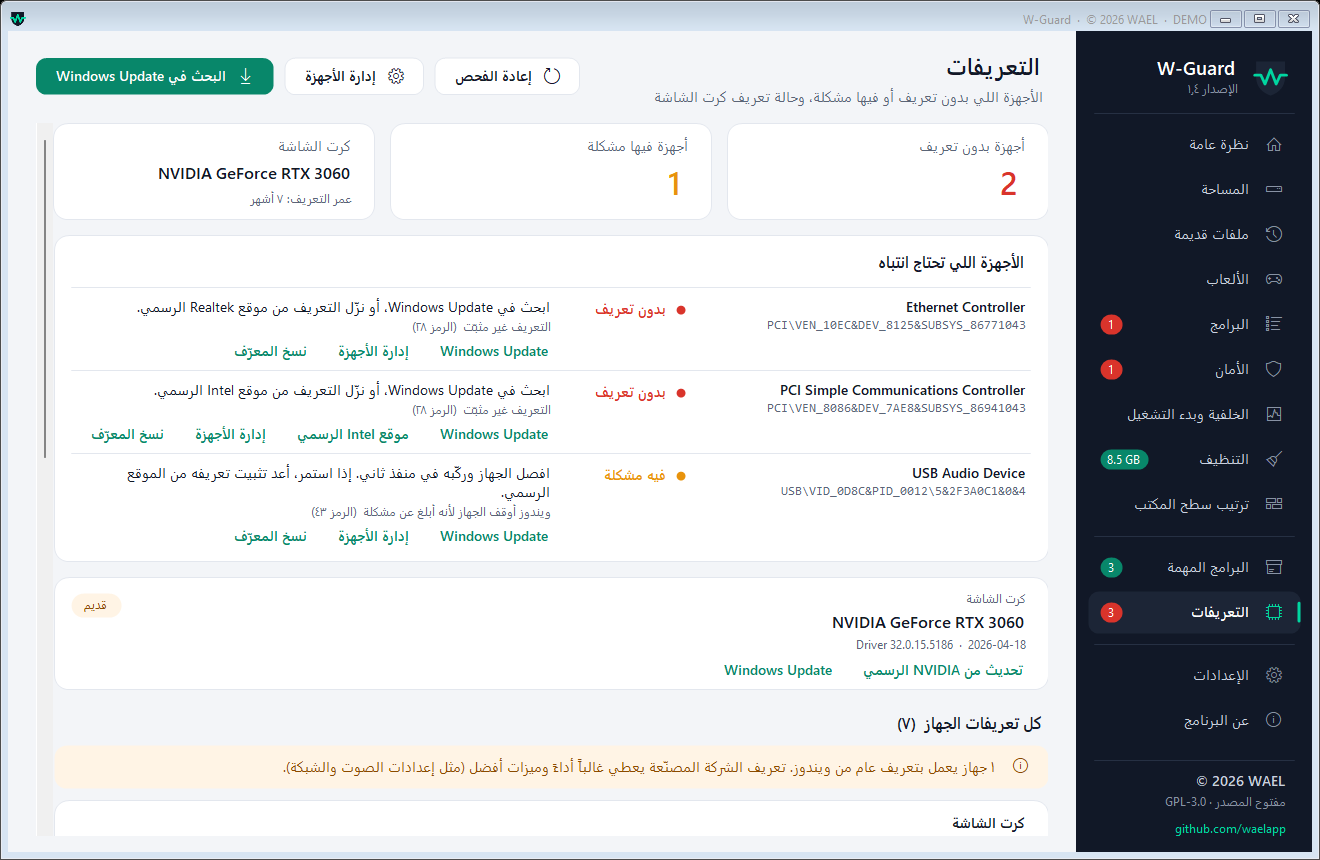 W-Guard · © 2026 WAEL · DEMO
W-Guard
الإصدار ١٫٤
نظرة عامة
المساحة
ملفات قديمة
الألعاب
البرامج 1
الأمان 1
الخلفية وبدء التشغيل
التنظيف 8.5 GB
ترتيب سطح المكتب
البرامج المهمة 3
التعريفات 3
الإعدادات
عن البرنامج
© 2026 WAEL
مفتوح المصدر · GPL-3.0
github.com/waelapp
التعريفات
الأجهزة اللي بدون تعريف أو فيها مشكلة، وحالة تعريف كرت الشاشة
إعادة الفحص
إدارة الأجهزة
البحث في Windows Update
أجهزة بدون تعريف
2
أجهزة فيها مشكلة
1
كرت الشاشة
NVIDIA GeForce RTX 3060
عمر التعريف: ٧ أشهر
الأجهزة اللي تحتاج انتباه
Ethernet Controller
PCI\VEN_10EC&DEV_8125&SUBSYS_86771043
بدون تعريف
ابحث في Windows Update، أو نزّل التعريف من موقع Realtek الرسمي.
التعريف غير مثبّت (الرمز ٢٨)
Windows Update إدارة الأجهزة نسخ المعرّف
PCI Simple Communications Controller
PCI\VEN_8086&DEV_7AE8&SUBSYS_86941043
بدون تعريف
ابحث في Windows Update، أو نزّل التعريف من موقع Intel الرسمي.
التعريف غير مثبّت (الرمز ٢٨)
Windows Update موقع Intel الرسمي إدارة الأجهزة نسخ المعرّف
USB Audio Device
USB\VID_0D8C&PID_0012\5&2F3A0C1&0&4
فيه مشكلة
افصل الجهاز وركّبه في منفذ ثاني. إذا استمر، أعد تثبيت تعريفه من الموقع
الرسمي.
ويندوز أوقف الجهاز لأنه أبلغ عن مشكلة (الرمز ٤٣)
Windows Update إدارة الأجهزة نسخ المعرّف
كرت الشاشة
قديم
NVIDIA GeForce RTX 3060
Driver 32.0.15.5186 · 2026-04-18
تحديث من NVIDIA الرسمي Windows Update
كل تعريفات الجهاز (٧)
١ جهاز يعمل بتعريف عام من ويندوز. تعريف الشركة المصنّعة يعطي غالباً أداءً وميزات أفضل (مثل إعدادات الصوت والشبكة).
كرت الشاشة